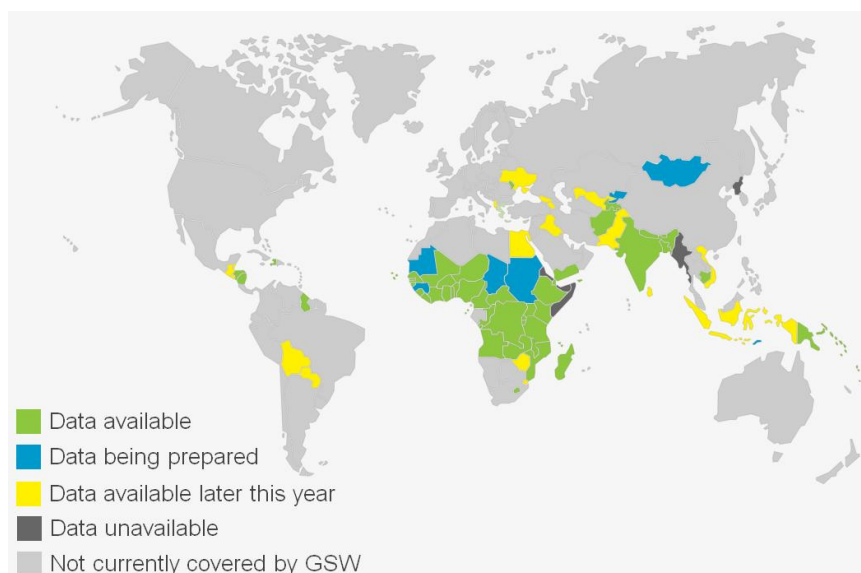 Data available
Data being prepared
Data available later this year
Data unavailable
Not currently covered by GSW